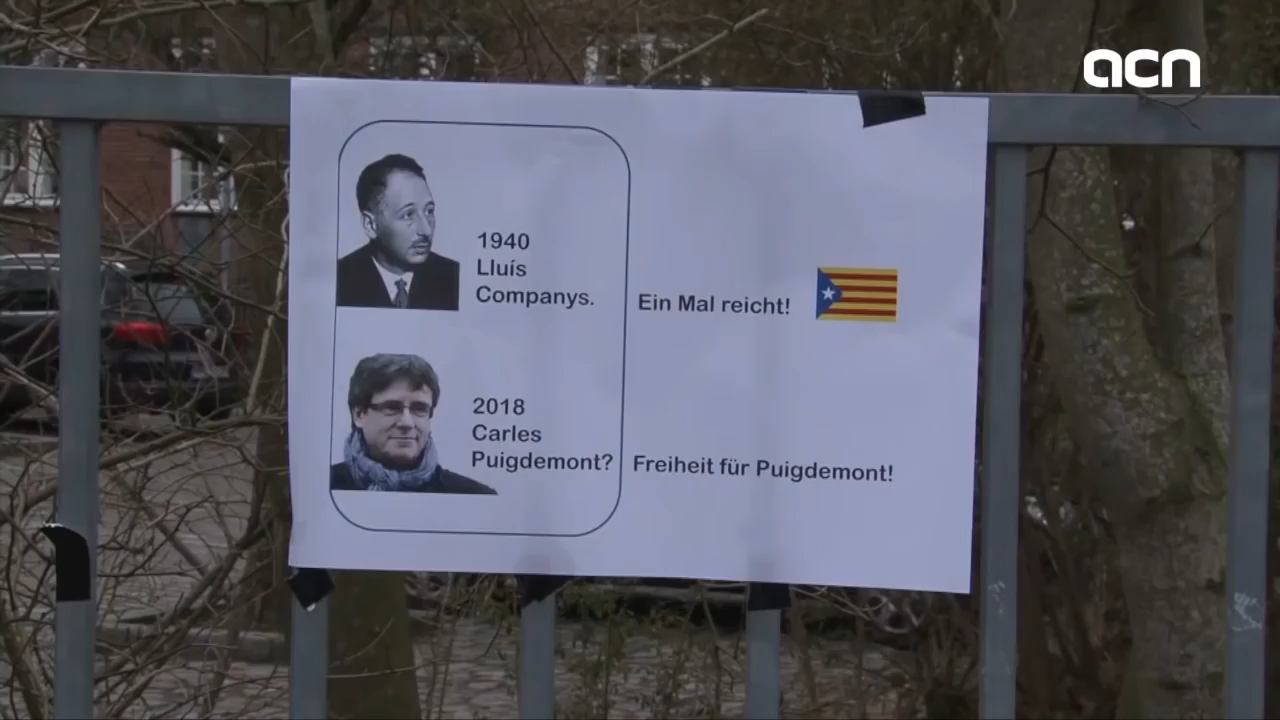 acn
1940
Lluís
Companys.
Ein Mal reicht!
2018
Carles
Puigdemont?
Freiheit für Puigdemont!